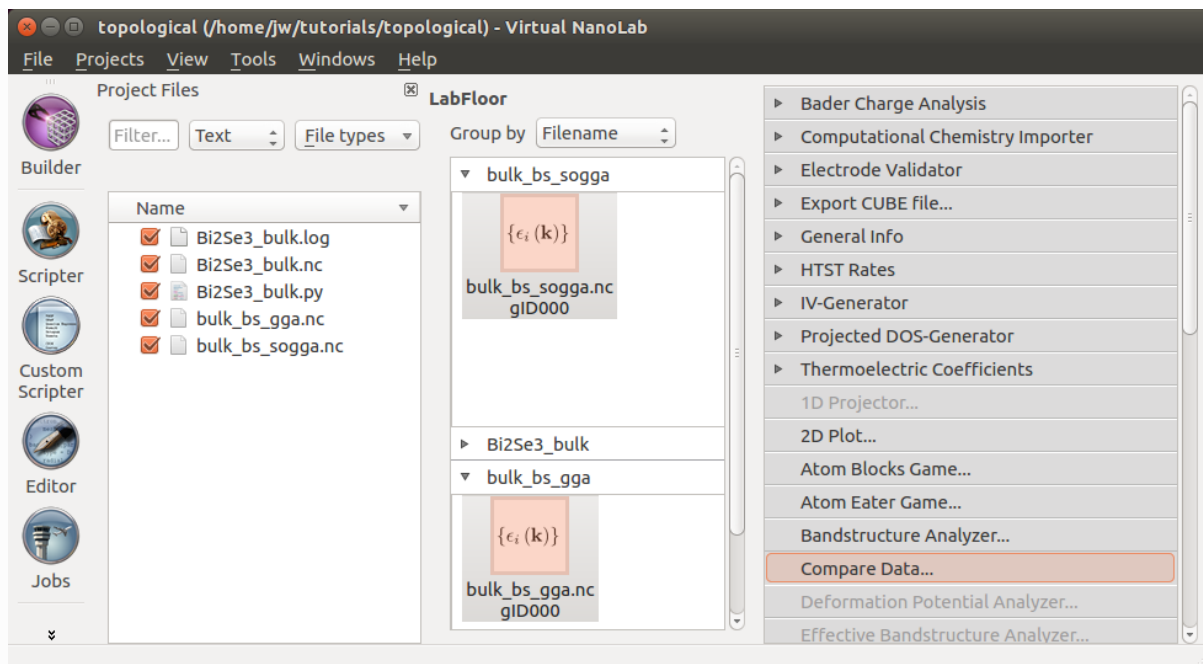 topological (/home/jw/tutorials/topological) - Virtual NanoLab
File Projects View Tools Windows Help
Builder
Scripter
Custom
Scripter
Editor
Jobs
Project Files
Filter... Text File types
Name
Bi2Se3_bulk.log
Bi2Se3_bulk.nc
Bi2Se3_bulk.py
bulk_bs_gga.nc
bulk_bs_sogga.nc
LabFloor
Group by Filename
bulk_bs_sogga
{ϵᵢ (𝐤)}
bulk_bs_sogga.nc
gID000
Bi2Se3_bulk
bulk_bs_gga
{ϵᵢ (𝐤)}
bulk_bs_gga.nc
gID000
Bader Charge Analysis
Computational Chemistry Importer
Electrode Validator
Export CUBE file...
General Info
HTST Rates
IV-Generator
Projected DOS-Generator
Thermoelectric Coefficients
1D Projector...
2D Plot...
Atom Blocks Game...
Atom Eater Game...
Bandstructure Analyzer...
Compare Data...
Deformation Potential Analyzer...
Effective Bandstructure Analyzer...